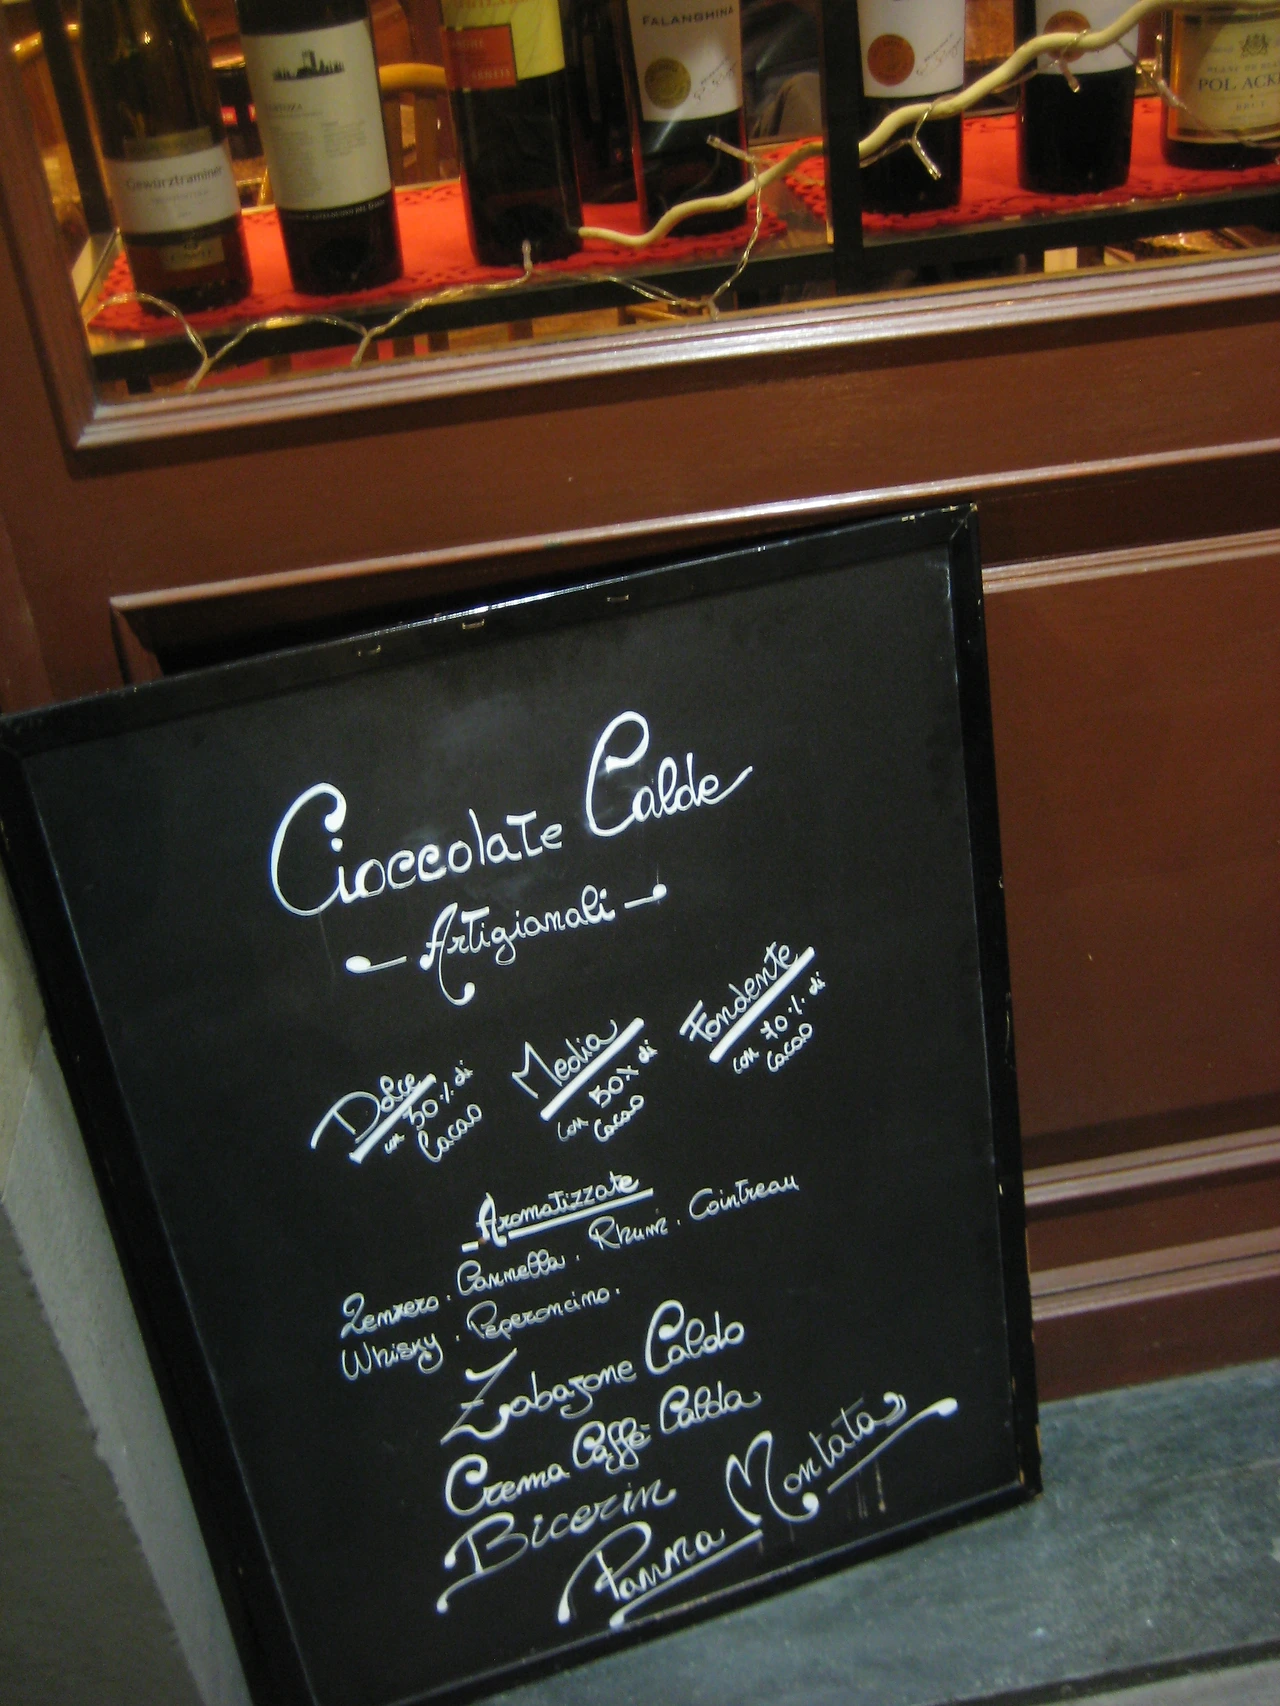 Gewürztraminer
FALANGHINA
POL ACK
BRUT
Cioccolate Calde
Artigianali
Dolce
con 30% di
Cacao
Media
con 50% di
Cacao
Fondente
con 70% di
Cacao
Aromatizzate
Zenzero. Cannella. Rhum. Cointreau
Whisky. Peperoncino.
Zabajone Caldo
Crema Caffè Calda
Bicerin
Panna Montata